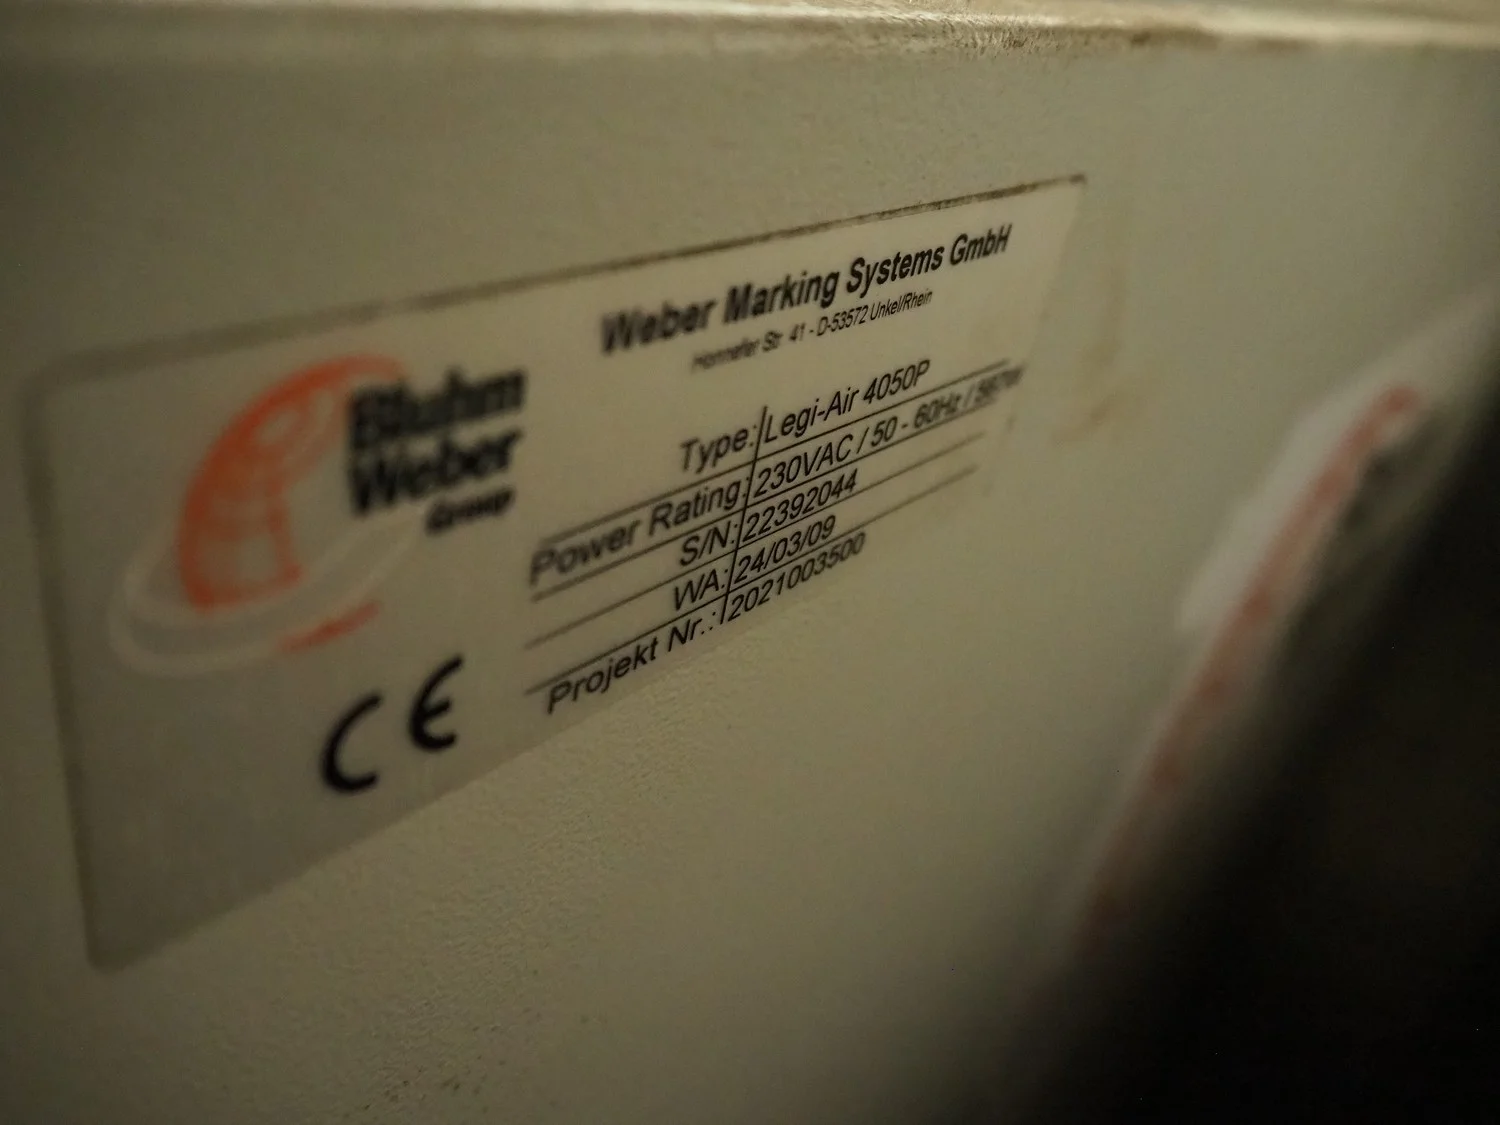 Bluhm
Weber
Group
Weber Marking Systems GmbH
Honnefer Str. 41 - D-53572 Unkel/Rhein
Type: Legi-Air 4050P
Power Rating: 230VAC / 50 - 60Hz /
S/N: 22392044
WA: 24/03/09
Projekt Nr.: 2021003500
CE